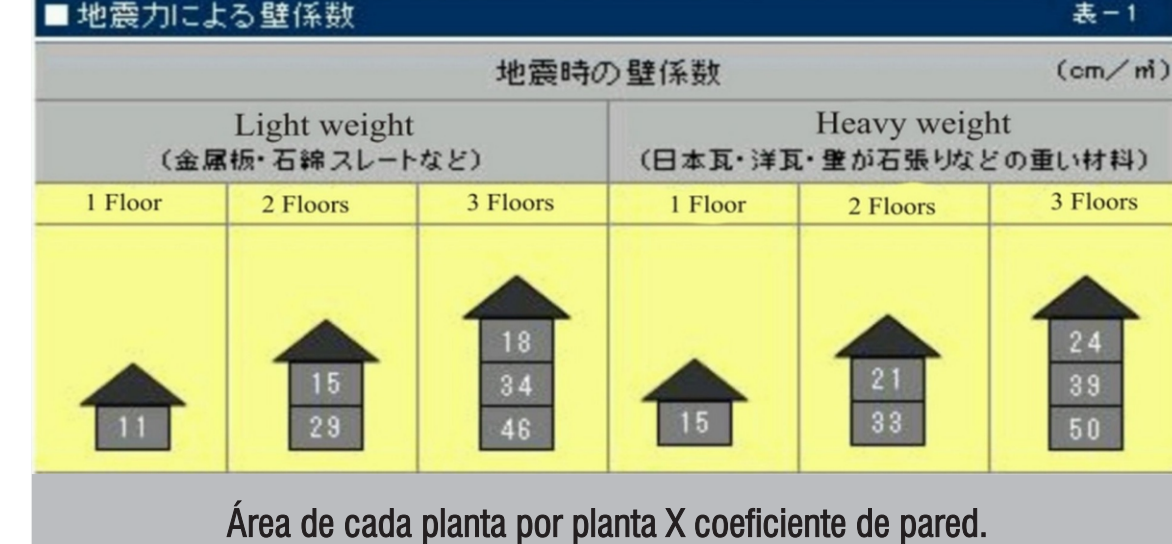 ■地震力による壁係数 表－1
地震時の壁係数 (cm／㎡)
Light weight Heavy weight
(金属板・石綿スレートなど) (日本瓦・洋瓦・壁が石張りなどの重い材料)
1 Floor 2 Floors 3 Floors 1 Floor 2 Floors 3 Floors
18 24
15 34 21 39
11 29 46 15 33 50
Área de cada planta por planta X coeficiente de pared.